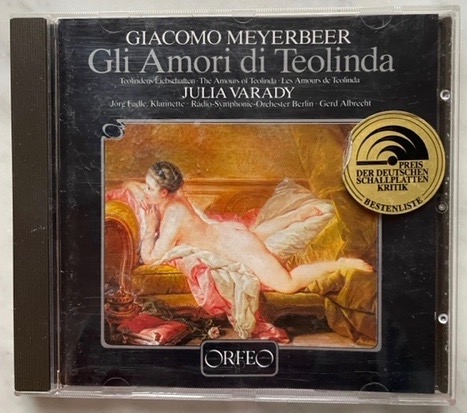 GIACOMO MEYERBEER
Gli Amori di Teolinda
Teolindens Liebschaften · The Amours of Teolinda · Les Amours de Teolinda
JULIA VARADY
Jörg Fadle, Klarinette · Radio-Symphonie-Orchester Berlin · Gerd Albrecht
PREIS
DER DEUTSCHEN
SCHALLPLATTEN
KRITIK
BESTENLISTE
ORFEO